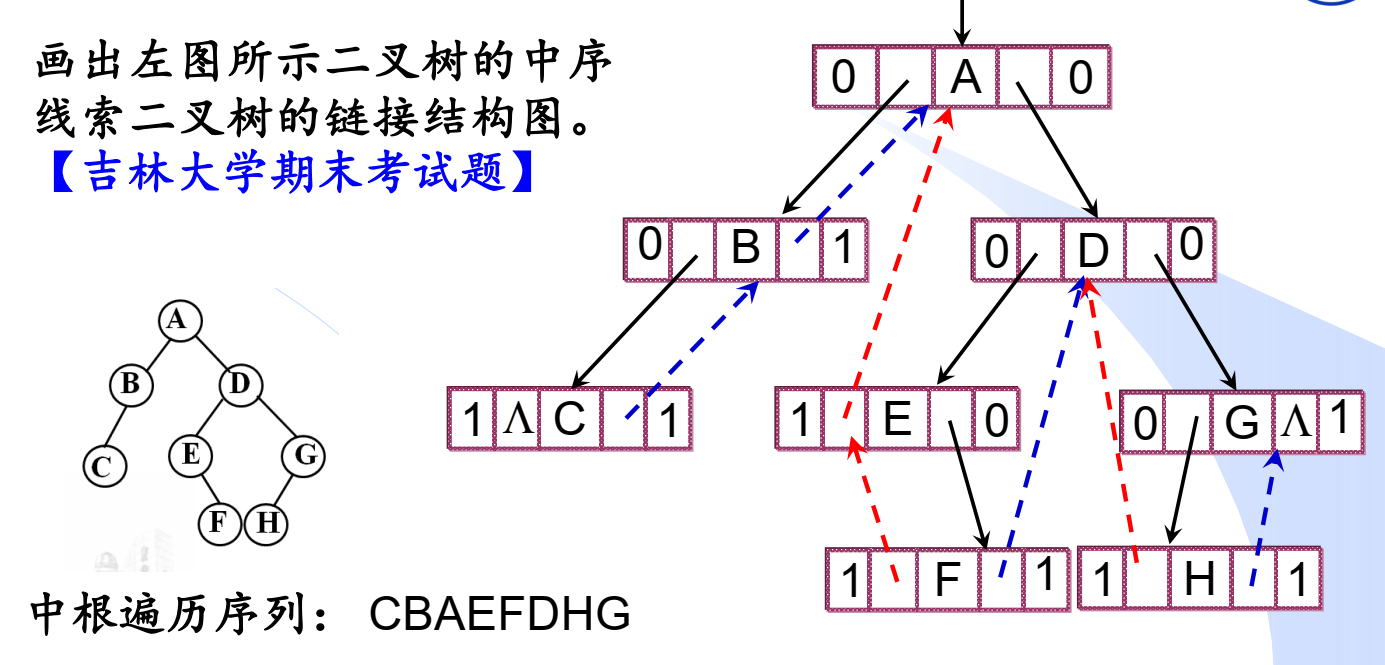 画出左图所示二叉树的中序
线索二叉树的链接结构图。
【吉林大学期末考试题】
0 A 0
0 B 1
0 D 0
1 Λ C 1
1 E 0
0 G Λ 1
1 F 1
1 H 1
A
B D
C E G
F H
中根遍历序列： CBAEFDHG